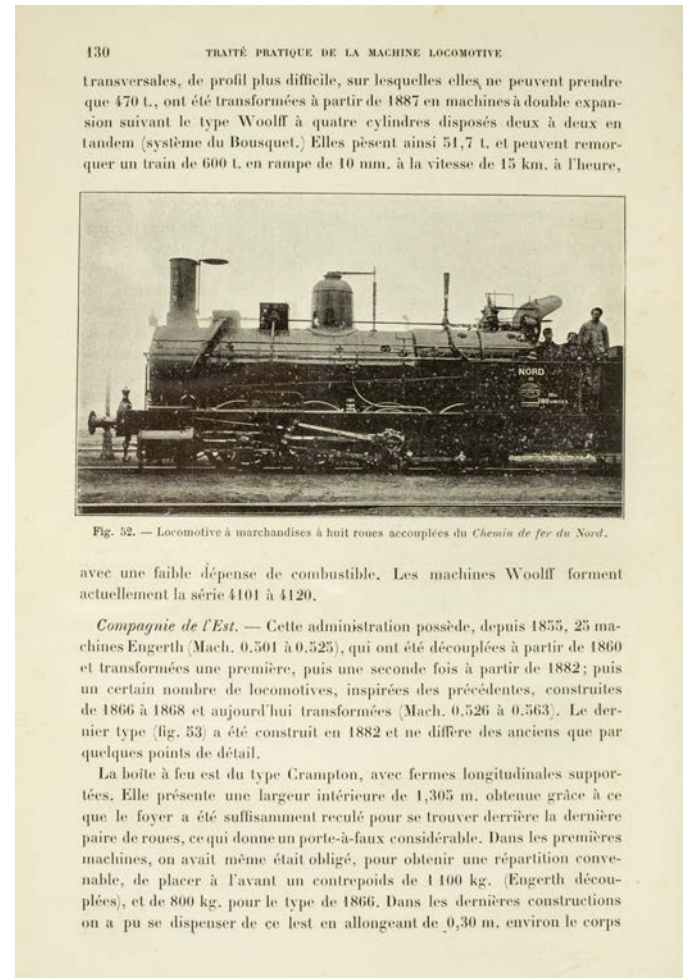 130 TRAITÉ PRATIQUE DE LA MACHINE LOCOMOTIVE
transversales, de profil plus difficile, sur lesquelles elles ne peuvent prendre
que 470 t., ont été transformées à partir de 1887 en machines à double expan-
sion suivant le type Woolff à quatre cylindres disposés deux à deux en
tandem (système du Bousquet.) Elles pèsent ainsi 51,7 t. et peuvent remor-
quer un train de 600 t. en rampe de 10 mm. à la vitesse de 15 km. à l'heure,
NORD
Fig. 52. — Locomotive à marchandises à huit roues accouplées du Chemin de fer du Nord.
avec une faible dépense de combustible. Les machines Woolff forment
actuellement la série 4101 à 4120.
Compagnie de l'Est. — Cette administration possède, depuis 1855, 25 ma-
chines Engerth (Mach. 0.501 à 0.525), qui ont été découplées à partir de 1860
et transformées une première, puis une seconde fois à partir de 1882; puis
un certain nombre de locomotives, inspirées des précédentes, construites
de 1866 à 1868 et aujourd'hui transformées (Mach. 0.526 à 0.563). Le der-
nier type (fig. 53) a été construit en 1882 et ne diffère des anciens que par
quelques points de détail.
La boîte à feu est du type Crampton, avec fermes longitudinales suppor-
tées. Elle présente une largeur intérieure de 1,305 m. obtenue grâce à ce
que le foyer a été suffisamment reculé pour se trouver derrière la dernière
paire de roues, ce qui donne un porte-à-faux considérable. Dans les premières
machines, on avait même était obligé, pour obtenir une répartition conve-
nable, de placer à l'avant un contrepoids de 1 100 kg. (Engerth décou-
plées), et de 800 kg. pour le type de 1866. Dans les dernières constructions
on a pu se dispenser de ce lest en allongeant de 0,30 m. environ le corps